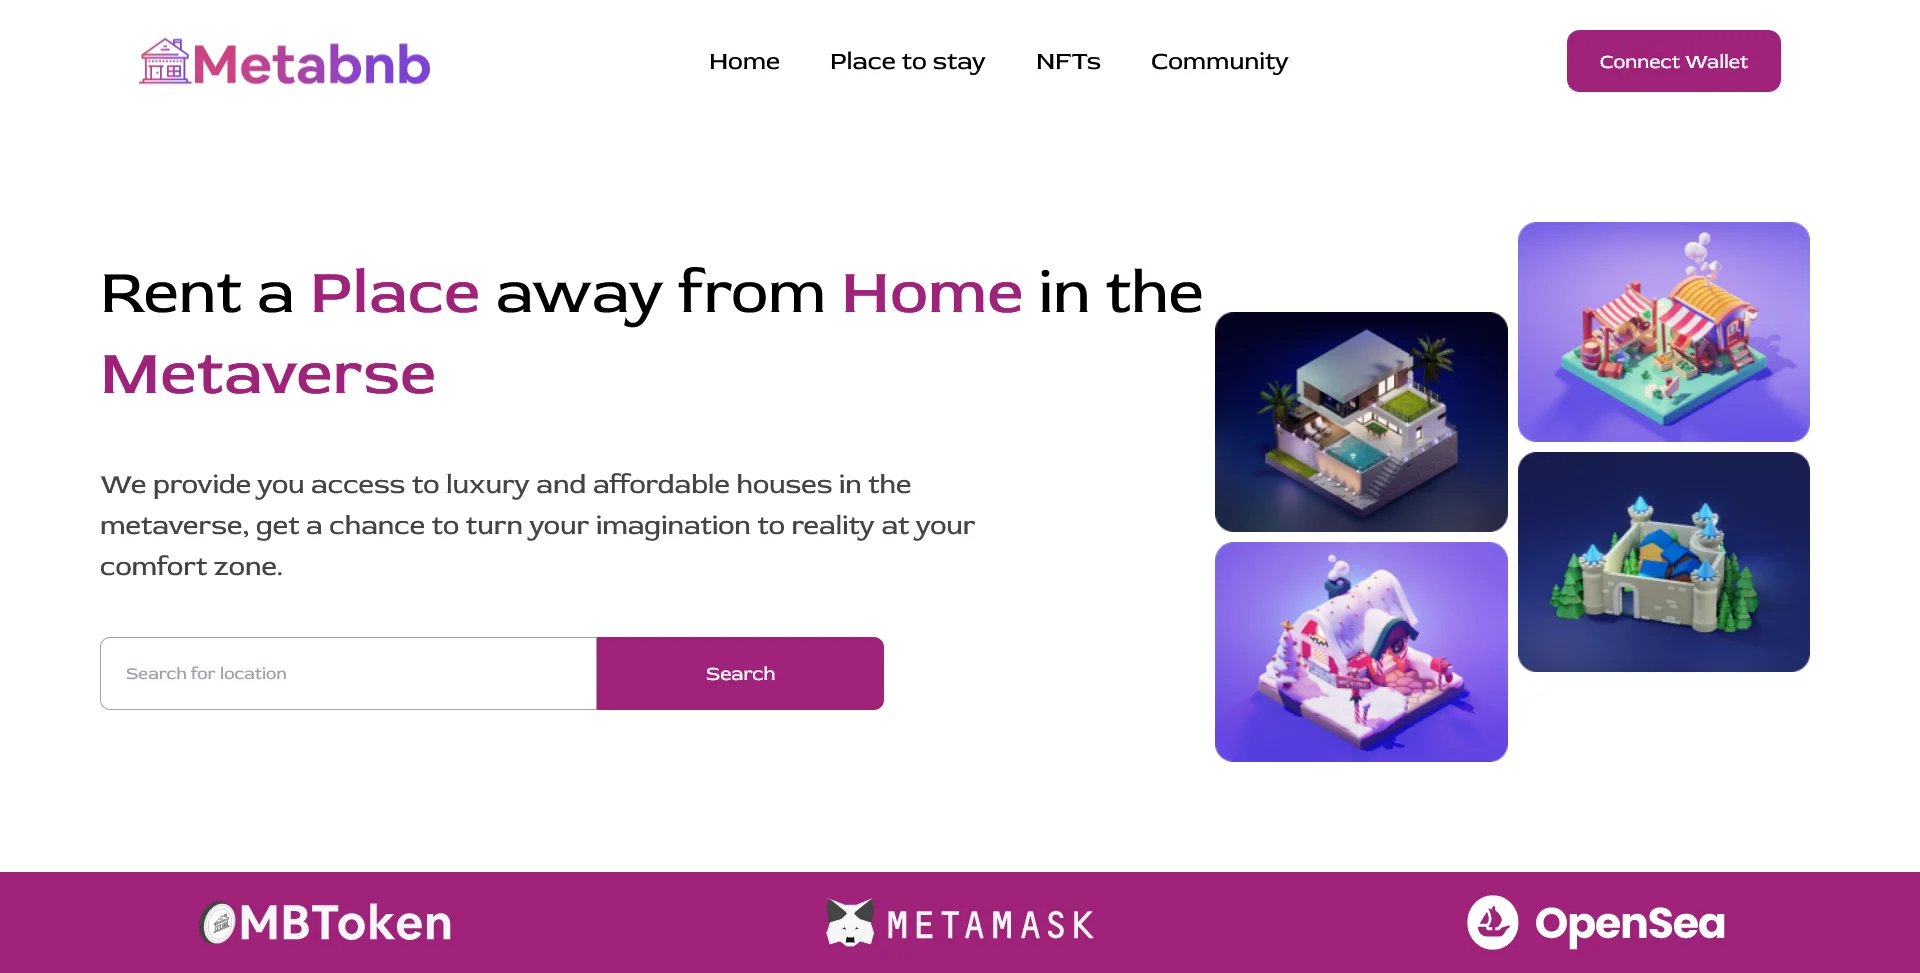 Metabnb
Home
Place to stay
NFTs
Community
Connect Wallet
Rent a Place away from Home in the
Metaverse
We provide you access to luxury and affordable houses in the
metaverse, get a chance to turn your imagination to reality at your
comfort zone.
Search for location
Search
MBToken
METAMASK
OpenSea